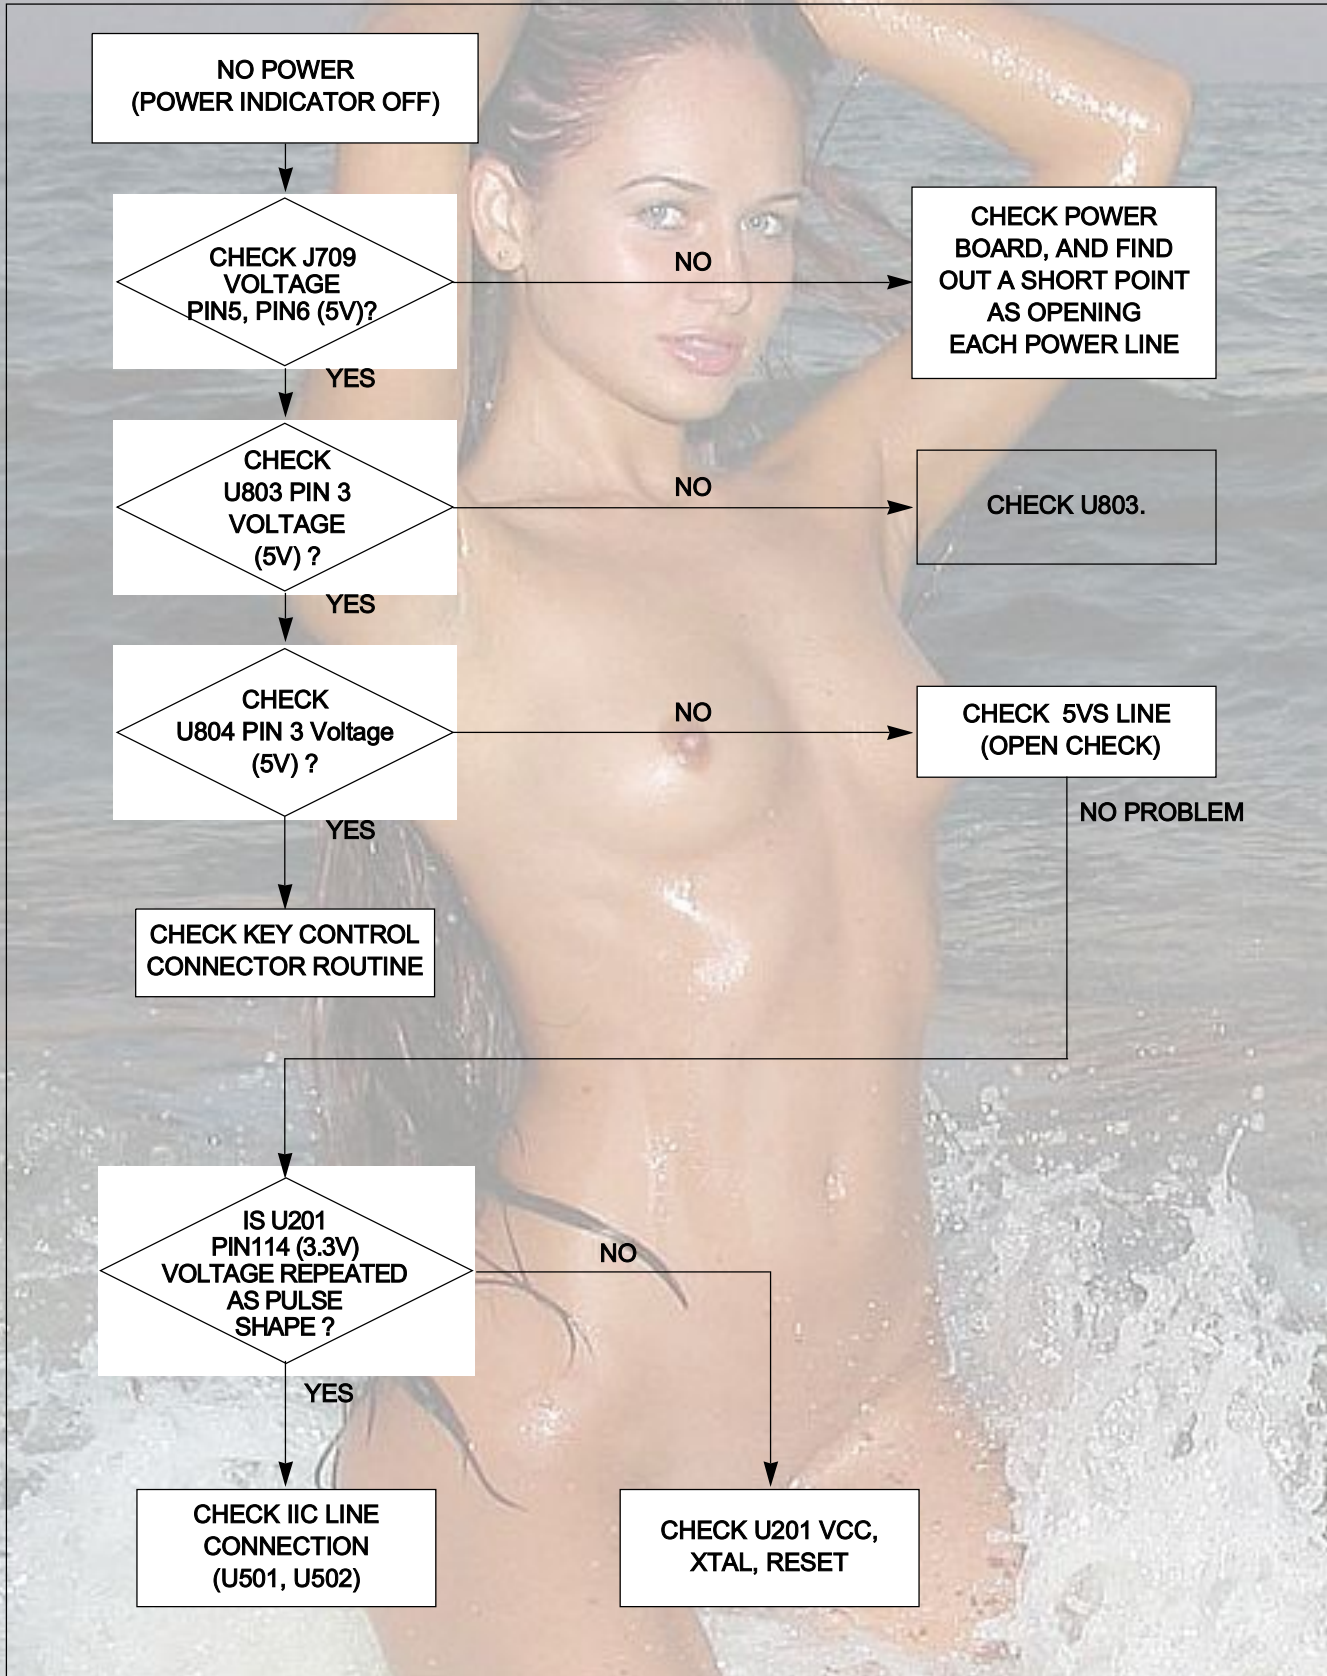 NO POWER
(POWER INDICATOR OFF)
CHECK J709
VOLTAGE
PIN5, PIN6 (5V)?
NO
CHECK POWER
BOARD, AND FIND
OUT A SHORT POINT
AS OPENING
EACH POWER LINE
YES
CHECK
U803 PIN 3
VOLTAGE
(5V) ?
NO
CHECK U803.
YES
CHECK
U804 PIN 3 Voltage
(5V) ?
NO
CHECK 5VS LINE
(OPEN CHECK)
NO PROBLEM
YES
CHECK KEY CONTROL
CONNECTOR ROUTINE
IS U201
PIN114 (3.3V)
VOLTAGE REPEATED
AS PULSE
SHAPE ?
NO
YES
CHECK IIC LINE
CONNECTION
(U501, U502)
CHECK U201 VCC,
XTAL, RESET